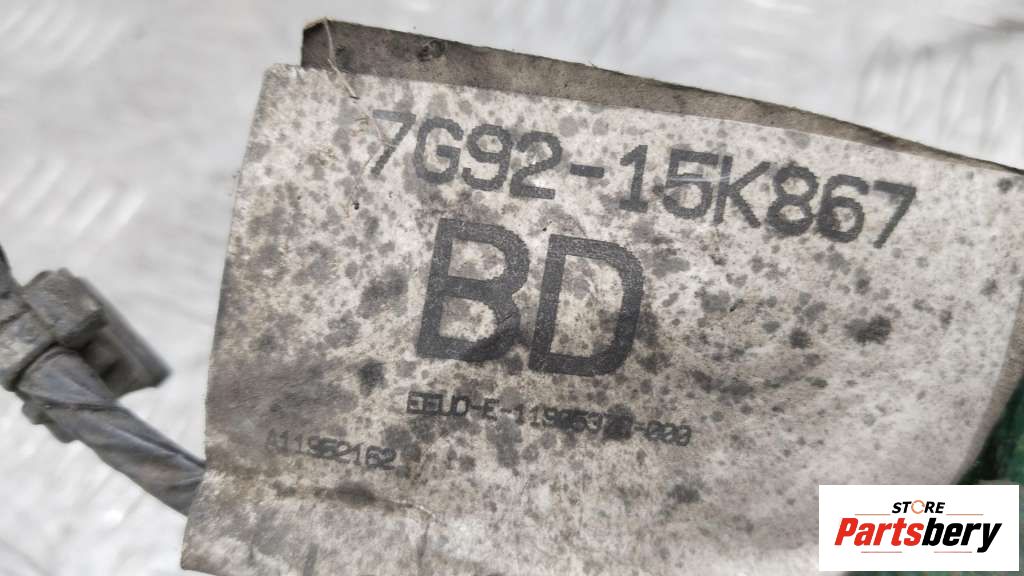 7G92-15K867
BD
A11952162
STORE
Partsbery